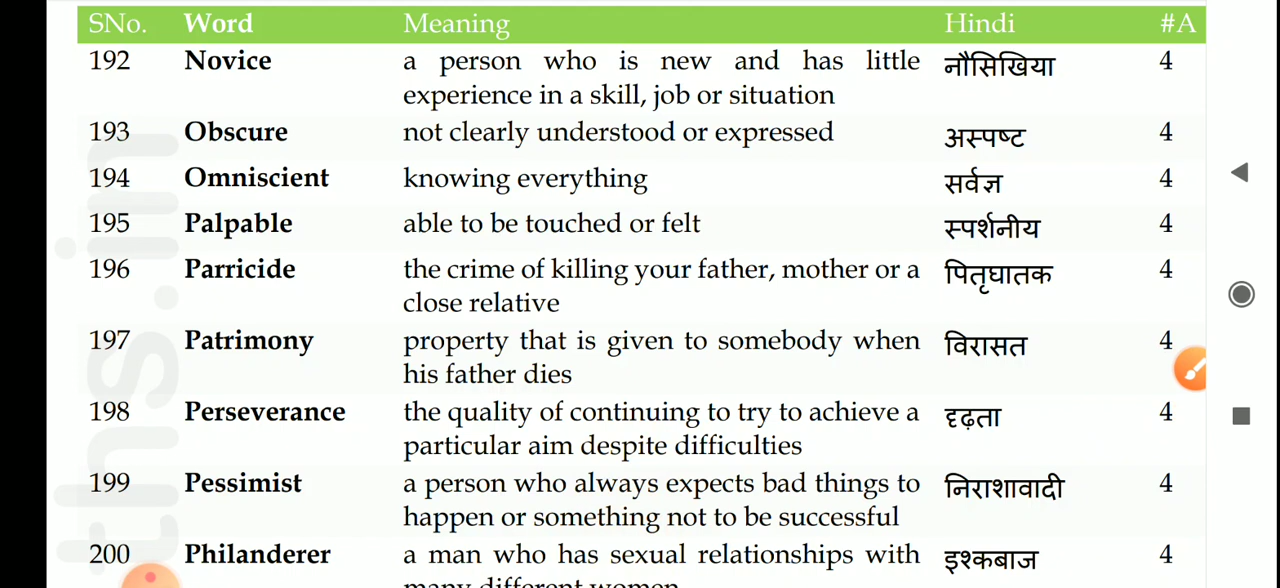 SNo. Word Meaning Hindi #A
192 Novice a person who is new and has little नौसिखिया 4
experience in a skill, job or situation
193 Obscure not clearly understood or expressed अस्पष्ट 4
194 Omniscient knowing everything सर्वज्ञ 4
195 Palpable able to be touched or felt स्पर्शनीय 4
196 Parricide the crime of killing your father, mother or a पितृघातक 4
close relative
197 Patrimony property that is given to somebody when विरासत 4
his father dies
198 Perseverance the quality of continuing to try to achieve a दृढ़ता 4
particular aim despite difficulties
199 Pessimist a person who always expects bad things to निराशावादी 4
happen or something not to be successful
200 Philanderer a man who has sexual relationships with इश्कबाज 4
many different women
ths.in